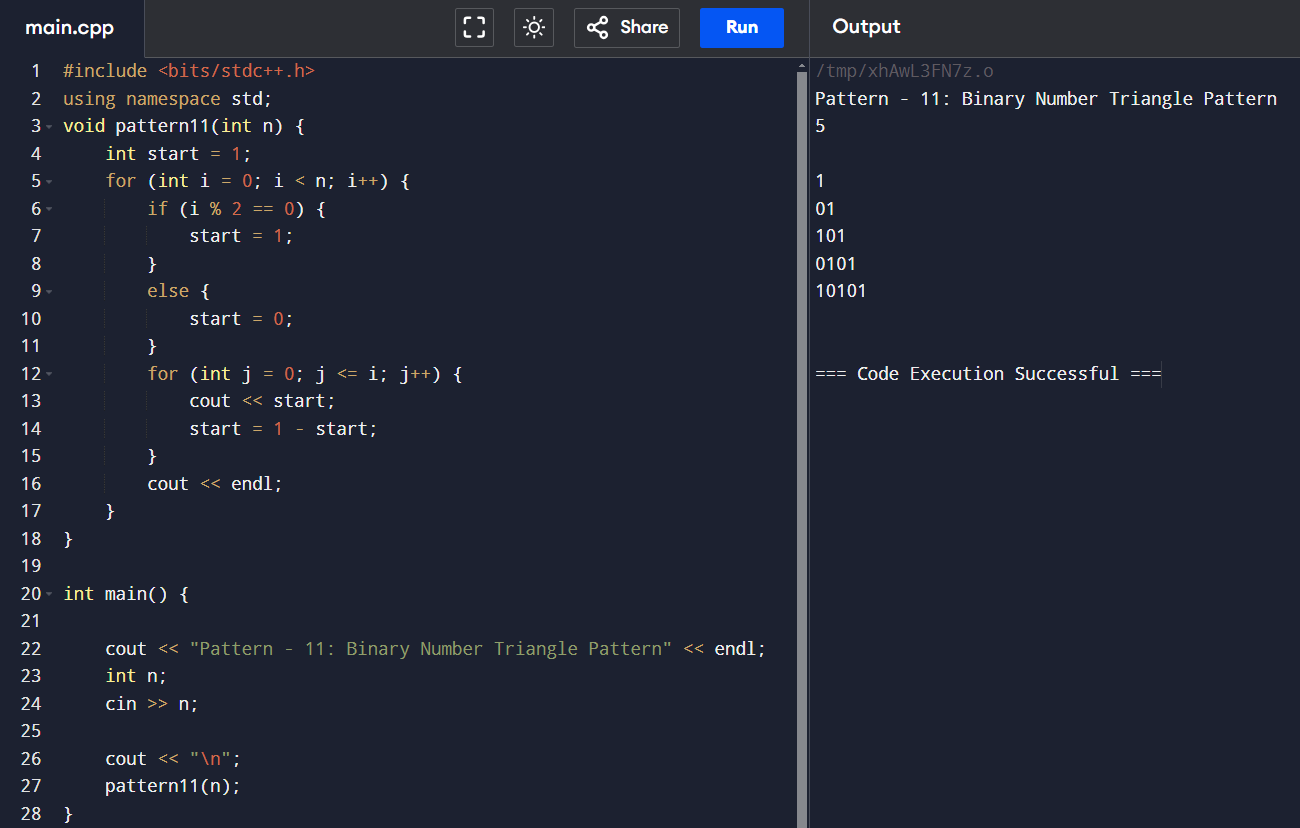 main.cpp
Share
Run
Output
1 #include <bits/stdc++.h>
2 using namespace std;
3 void pattern11(int n) {
4     int start = 1;
5     for (int i = 0; i < n; i++) {
6         if (i % 2 == 0) {
7             start = 1;
8         }
9         else {
10             start = 0;
11         }
12         for (int j = 0; j <= i; j++) {
13             cout << start;
14             start = 1 - start;
15         }
16         cout << endl;
17     }
18 }
19
20 int main() {
21
22     cout << "Pattern - 11: Binary Number Triangle Pattern" << endl;
23     int n;
24     cin >> n;
25
26     cout << "\n";
27     pattern11(n);
28 }
/tmp/xhAwL3FN7z.o
Pattern - 11: Binary Number Triangle Pattern
5
1
01
101
0101
10101
=== Code Execution Successful ===